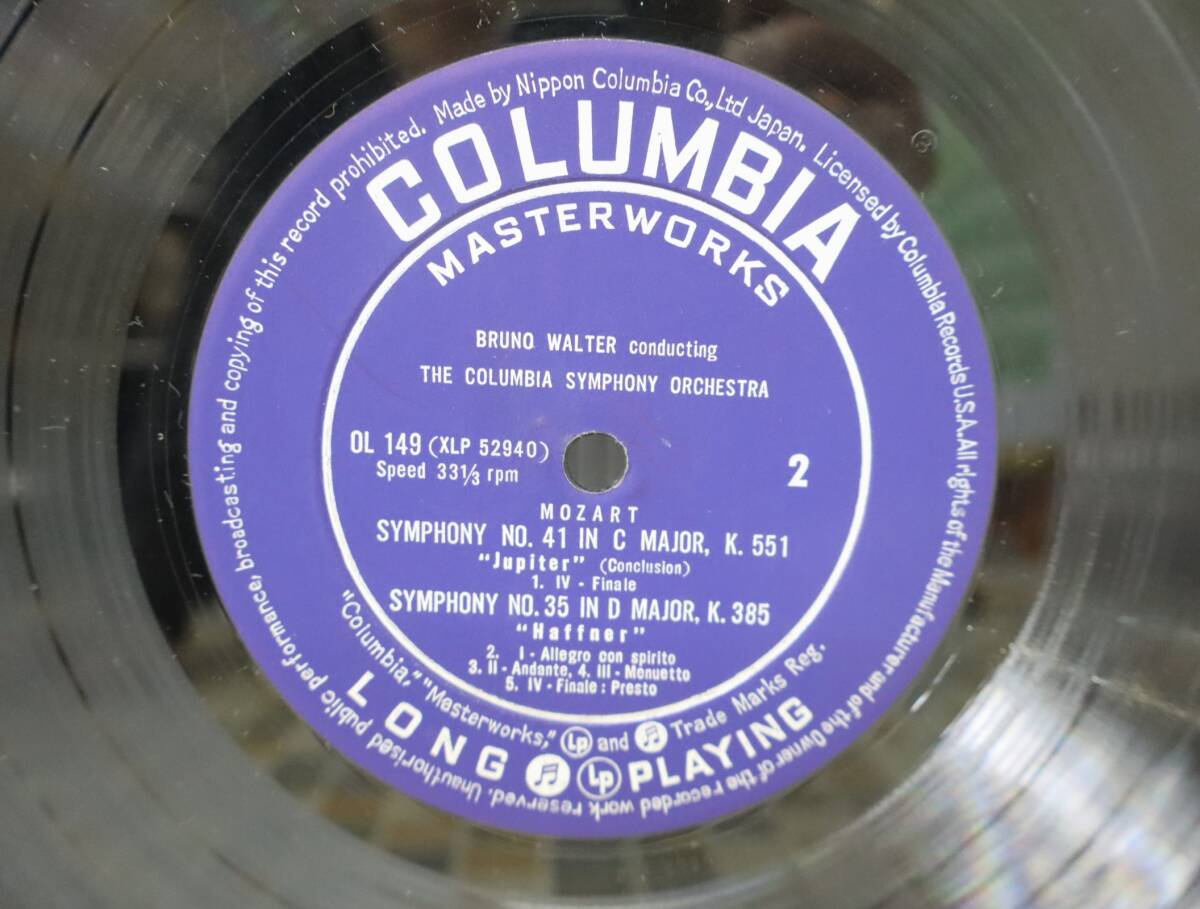 Made by Nippon Columbia Co., Ltd Japan. Licensed by Columbia Records U.S.A. All rights of the Manufacturer and of the Owner of the recorded work reserved. Unauthorised public performance, broadcasting and copying of this record prohibited.
COLUMBIA
MASTERWORKS
BRUNO WALTER conducting
THE COLUMBIA SYMPHONY ORCHESTRA
OL 149 (XLP 52940)
Speed 33 1/3 rpm
2
MOZART
SYMPHONY NO. 41 IN C MAJOR, K. 551
"Jupiter" (Conclusion)
1. IV - Finale
SYMPHONY NO. 35 IN D MAJOR, K. 385
"Haffner"
2. I - Allegro con spirito
3. II - Andante, 4. III - Menuetto
5. IV - Finale : Presto
"Columbia," "Masterworks," Lp and Trade Marks Reg.
LONG Lp PLAYING